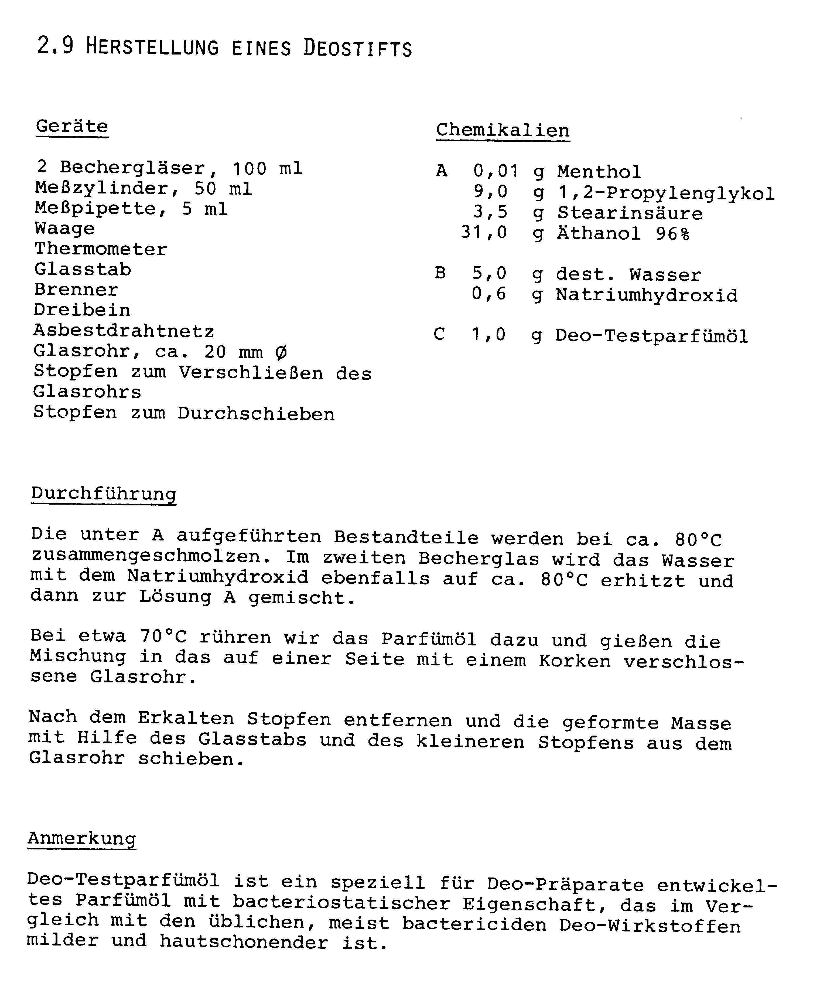 2.9 HERSTELLUNG EINES DEOSTIFTS
Geräte
2 Bechergläser, 100 ml
Meßzylinder, 50 ml
Meßpipette, 5 ml
Waage
Thermometer
Glasstab
Brenner
Dreibein
Asbestdrahtnetz
Glasrohr, ca. 20 mm Ø
Stopfen zum Verschließen des
Glasrohrs
Stopfen zum Durchschieben
Chemikalien
A 0,01 g Menthol
9,0 g 1,2-Propylenglykol
3,5 g Stearinsäure
31,0 g Äthanol 96%
B 5,0 g dest. Wasser
0,6 g Natriumhydroxid
C 1,0 g Deo-Testparfümöl
Durchführung
Die unter A aufgeführten Bestandteile werden bei ca. 80°C
zusammengeschmolzen. Im zweiten Becherglas wird das Wasser
mit dem Natriumhydroxid ebenfalls auf ca. 80°C erhitzt und
dann zur Lösung A gemischt.
Bei etwa 70°C rühren wir das Parfümöl dazu und gießen die
Mischung in das auf einer Seite mit einem Korken verschlos-
sene Glasrohr.
Nach dem Erkalten Stopfen entfernen und die geformte Masse
mit Hilfe des Glasstabs und des kleineren Stopfens aus dem
Glasrohr schieben.
Anmerkung
Deo-Testparfümöl ist ein speziell für Deo-Präparate entwickel-
tes Parfümöl mit bacteriostatischer Eigenschaft, das im Ver-
gleich mit den üblichen, meist bactericiden Deo-Wirkstoffen
milder und hautschonender ist.